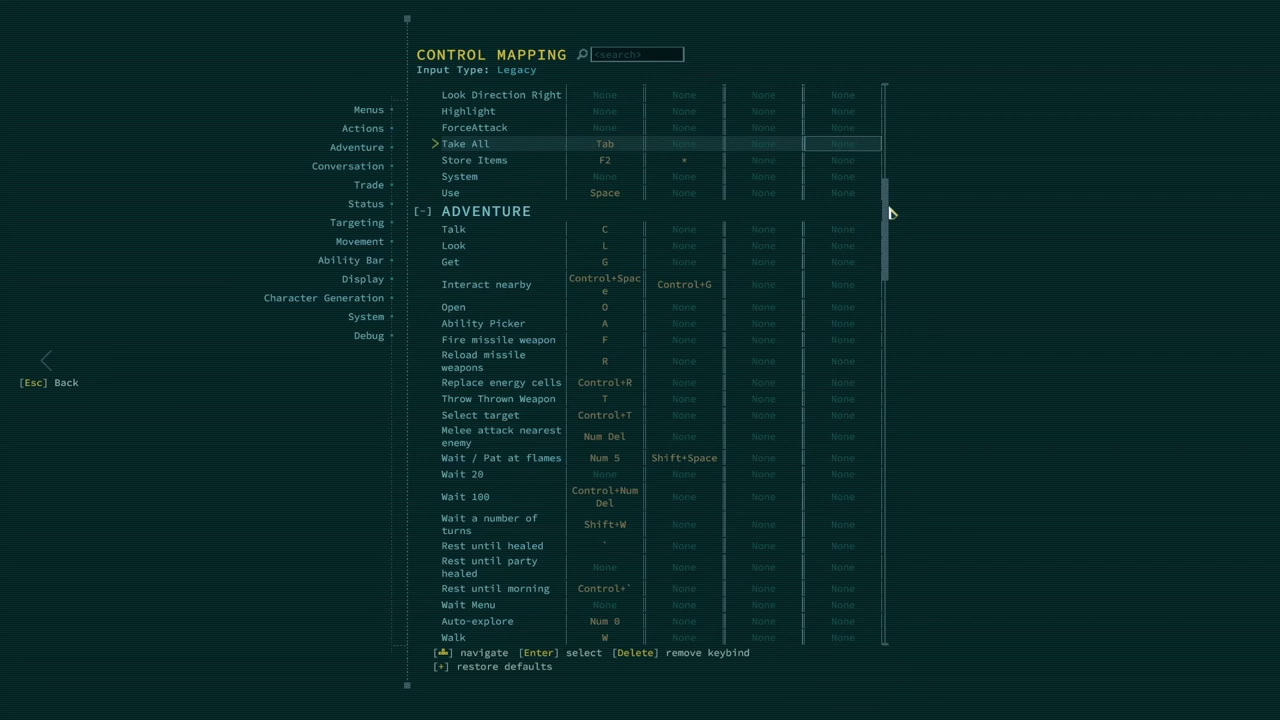 CONTROL MAPPING <search>
Input Type: Legacy
Menus
Actions
Adventure
Conversation
Trade
Status
Targeting
Movement
Ability Bar
Display
Character Generation
System
Debug
[Esc] Back
Look Direction Right None None None None
Highlight None None None None
ForceAttack None None None None
> Take All Tab None None None
Store Items F2 * None None
System None None None None
Use Space None None None
[-] ADVENTURE
Talk C None None None
Look L None None None
Get G None None None
Interact nearby Control+Spac
e Control+G None None
Open O None None None
Ability Picker A None None None
Fire missile weapon F None None None
Reload missile
weapons R None None None
Replace energy cells Control+R None None None
Throw Thrown Weapon T None None None
Select target Control+T None None None
Melee attack nearest
enemy Num Del None None None
Wait / Pat at flames Num 5 Shift+Space None None
Wait 20 None None None None
Wait 100 Control+Num
Del None None None
Wait a number of
turns Shift+W None None None
Rest until healed ` None None None
Rest until party
healed None None None None
Rest until morning Control+` None None None
Wait Menu None None None None
Auto-explore Num 0 None None None
Walk W None None None
navigate [Enter] select [Delete] remove keybind
[+] restore defaults